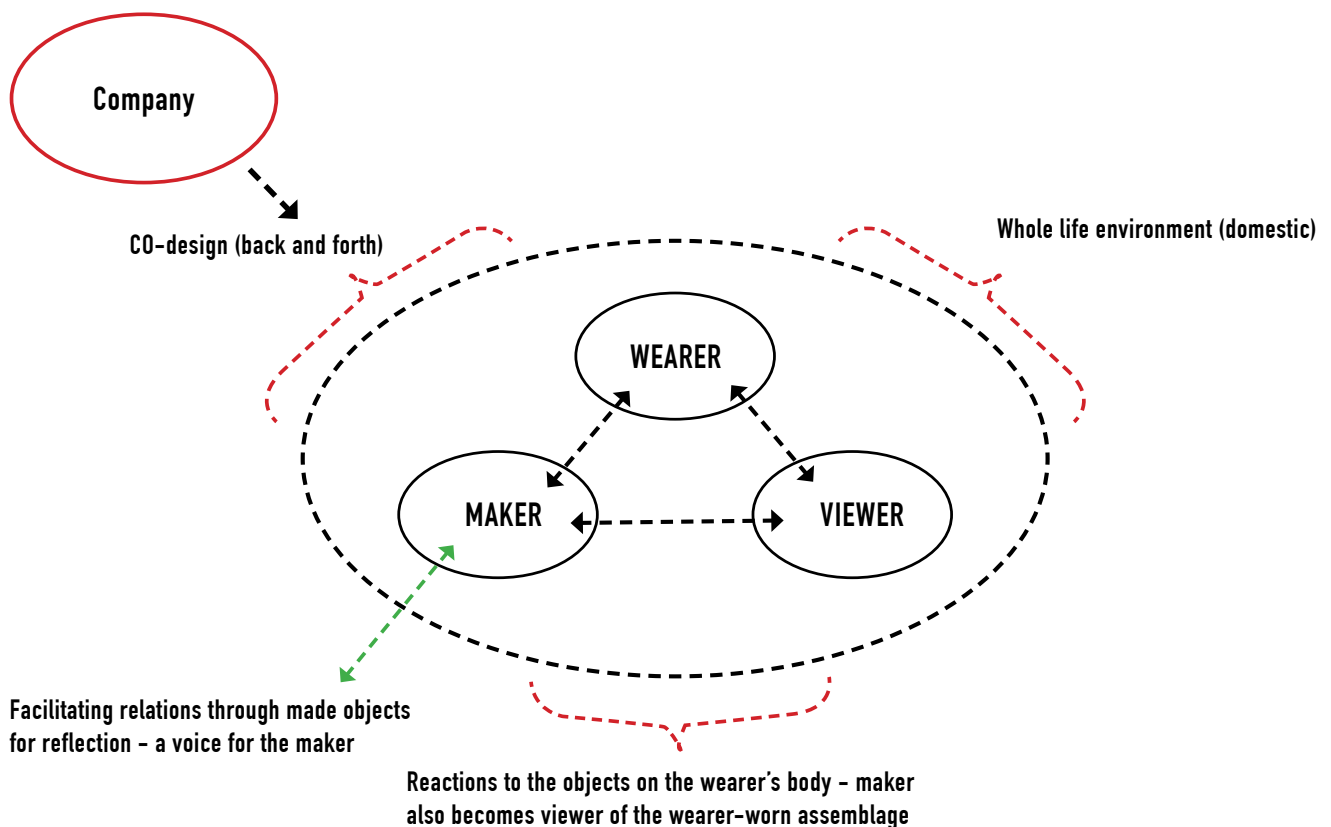 Company
CO-design (back and forth)
Whole life environment (domestic)
WEARER
MAKER
VIEWER
Facilitating relations through made objects
for reflection - a voice for the maker
Reactions to the objects on the wearer's body - maker
also becomes viewer of the wearer-worn assemblage